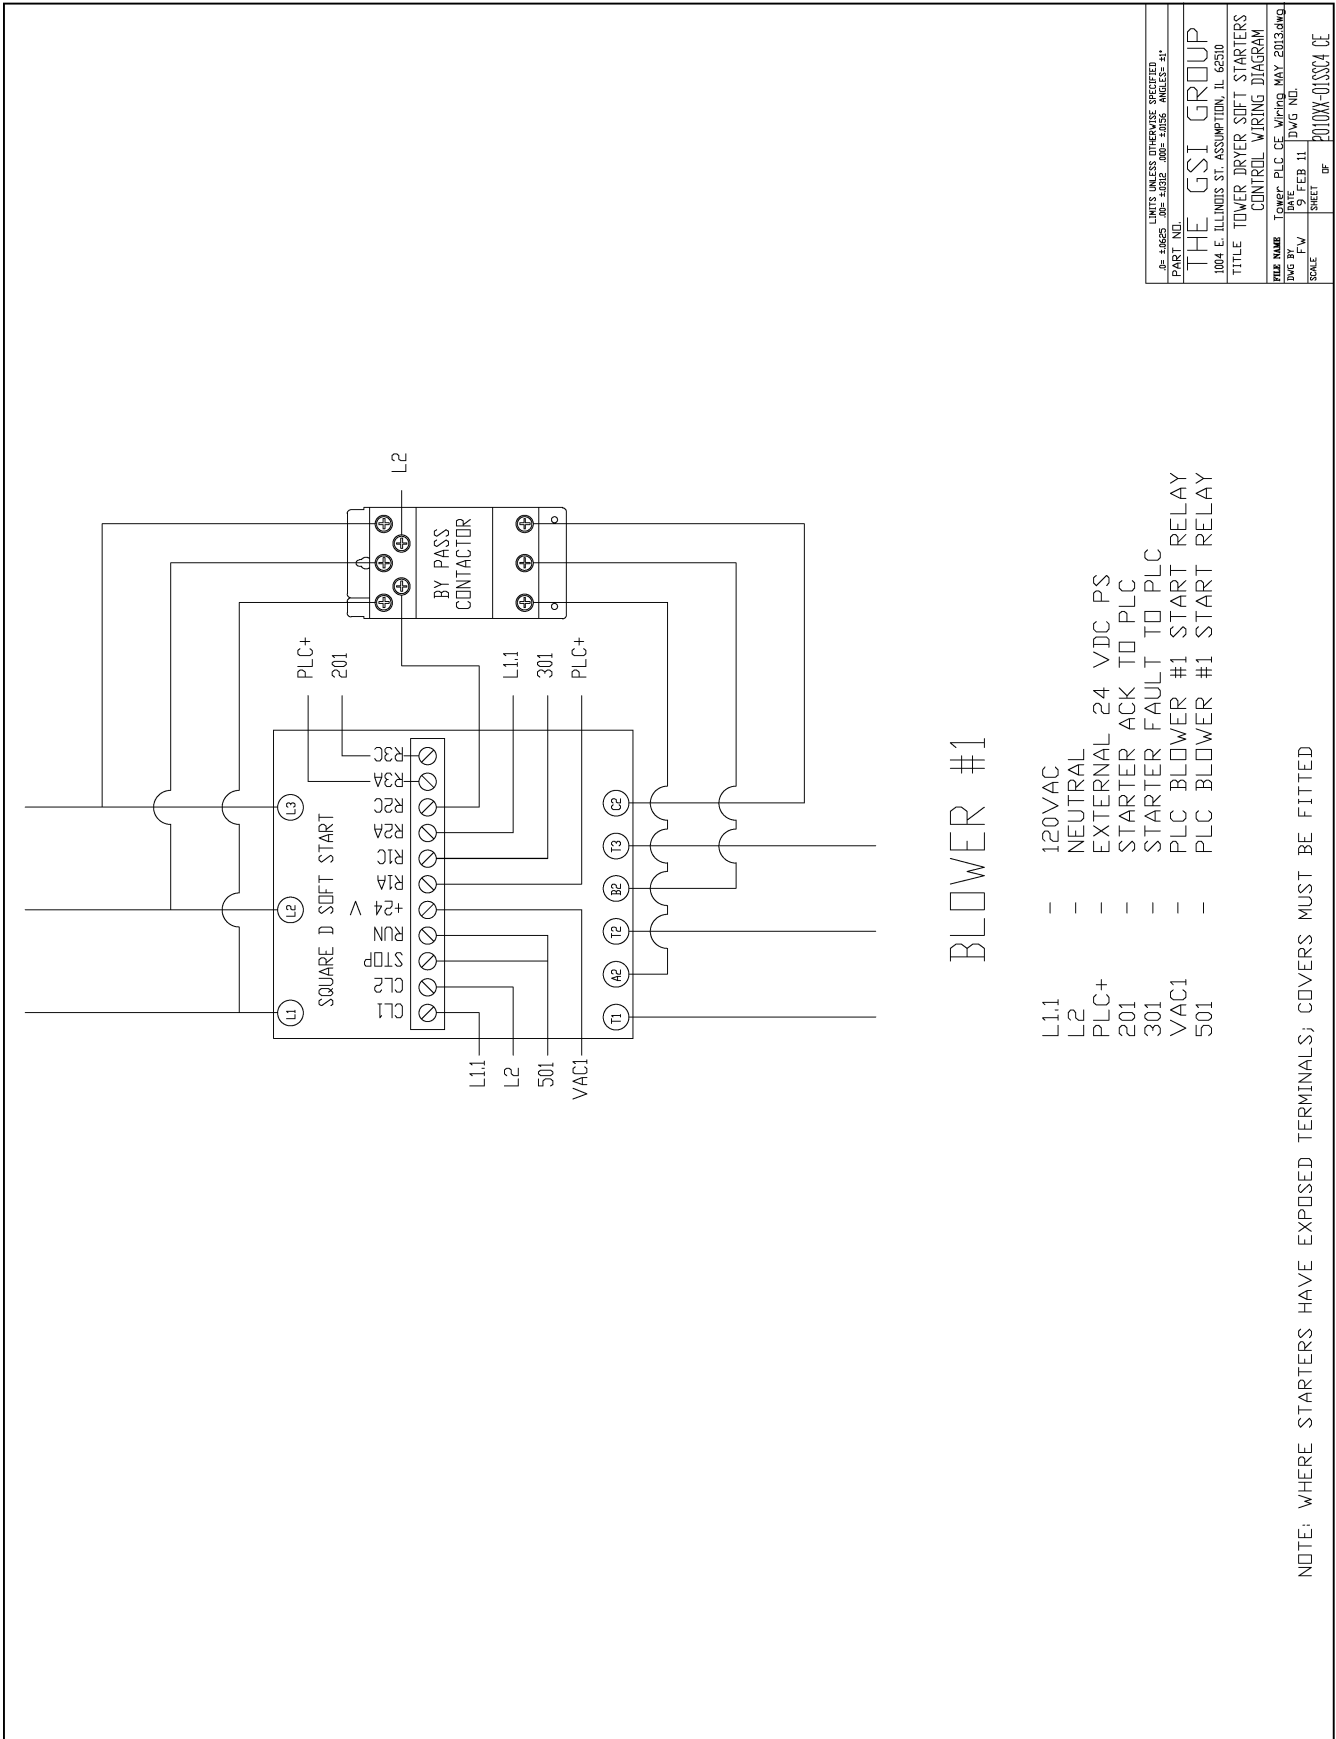 L1
L2
L3
SQUARE D SOFT START
CL1
CL2
STOP
RUN
+24 V
R1A
R1C
R2A
R2C
R3A
R3C
PLC+
201
L2
BY PASS
CONTACTOR
L1.1
301
PLC+
L1.1
L2
501
VAC1
T1
A2
T2
B2
T3
C2
BLOWER #1
L1.1 - 120VAC
L2 - NEUTRAL
PLC+ - EXTERNAL 24 VDC PS
201 - STARTER ACK TO PLC
301 - STARTER FAULT TO PLC
VAC1 - PLC BLOWER #1 START RELAY
501 - PLC BLOWER #1 START RELAY
NOTE: WHERE STARTERS HAVE EXPOSED TERMINALS; COVERS MUST BE FITTED
LIMITS UNLESS OTHERWISE SPECIFIED
.0= ±.0625 .00= ±.0312 .000= ±.0156 ANGLES= ±1°
PART NO.
THE GSI GROUP
1004 E. ILLINOIS ST. ASSUMPTION, IL 62510
TITLE TOWER DRYER SOFT STARTERS
CONTROL WIRING DIAGRAM
FILE NAME Tower PLC CE Wiring MAY 2013.dwg
DWG BY FW
DATE 9 FEB 11
DWG NO.
SCALE
SHEET OF
2010XX-01SSC4 CE